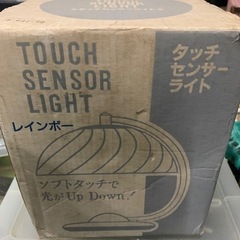 TOUCH
SENSOR
LIGHT
レインボー
タッチ
センサー
ライト
ソフトタッチで
光がUp Down!